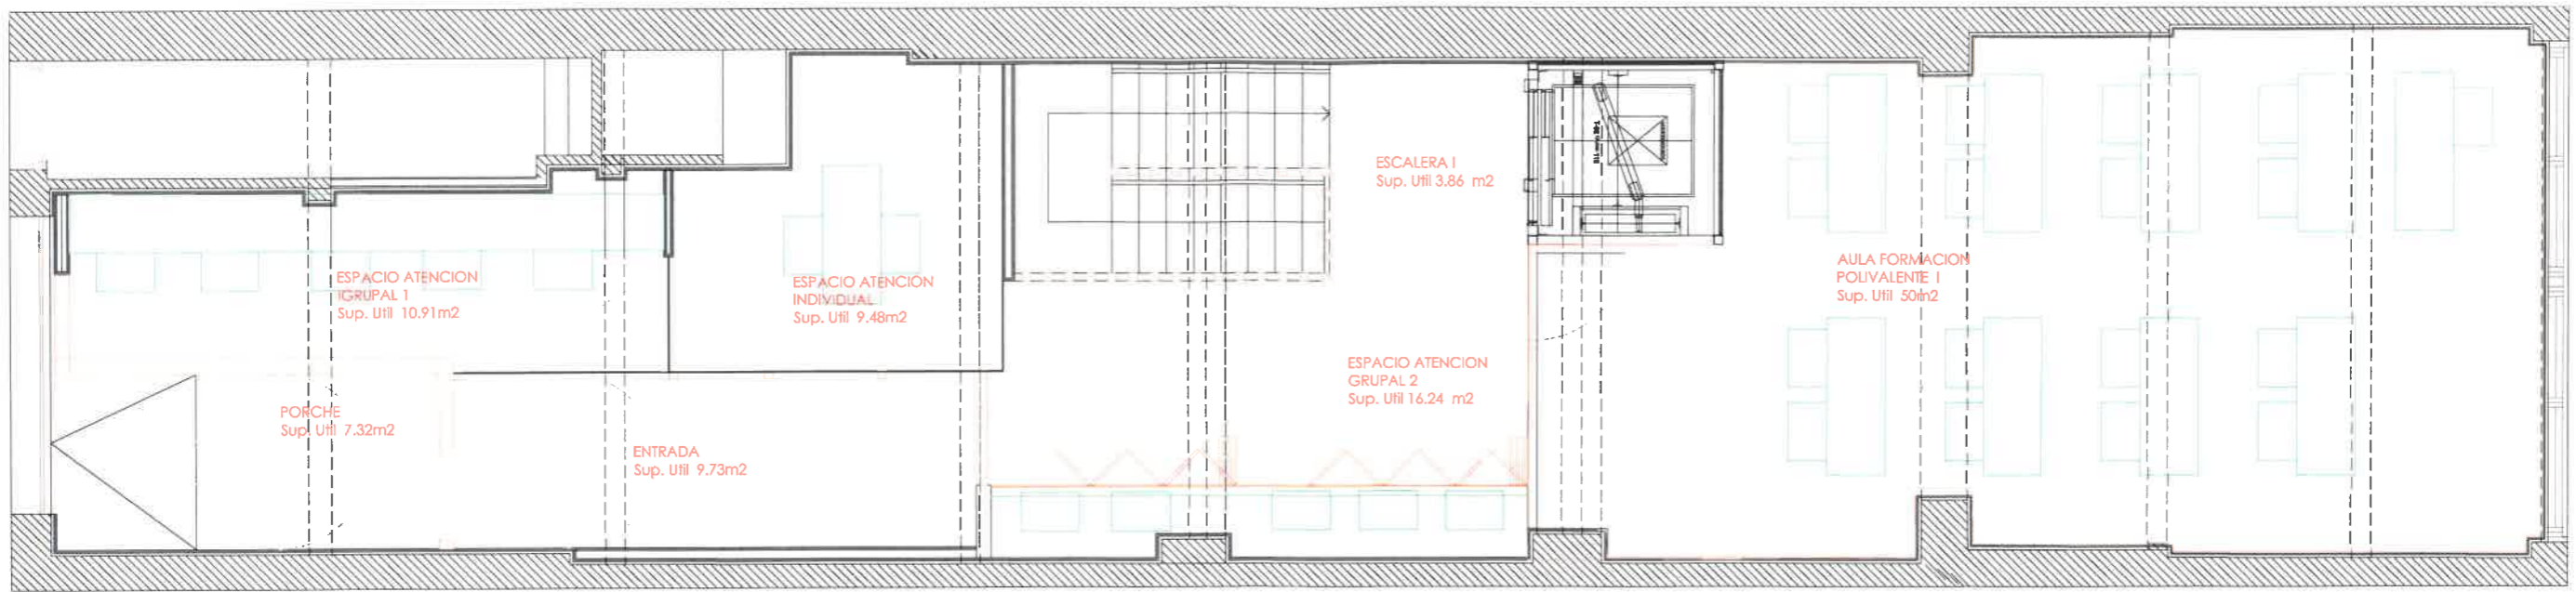 ESPACIO ATENCION
GRUPAL 1
Sup. Util 10.91m2
ESPACIO ATENCION
INDIVIDUAL
Sup. Util 9.48m2
ESCALERA I
Sup. Util 3.86 m2
AULA FORMACION
POLIVALENTE I
Sup. Util 50m2
ESPACIO ATENCION
GRUPAL 2
Sup. Util 16.24 m2
PORCHE
Sup. Util 7.32m2
ENTRADA
Sup. Util 9.73m2